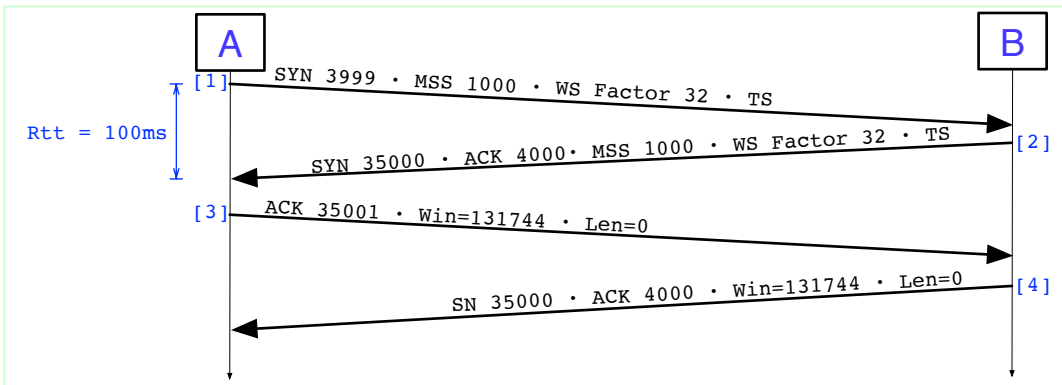 A
B
[1]
SYN 3999 · MSS 1000 · WS Factor 32 · TS
Rtt = 100ms
SYN 35000 · ACK 4000· MSS 1000 · WS Factor 32 · TS
[2]
[3]
ACK 35001 · Win=131744 · Len=0
SN 35000 · ACK 4000 · Win=131744 · Len=0
[4]